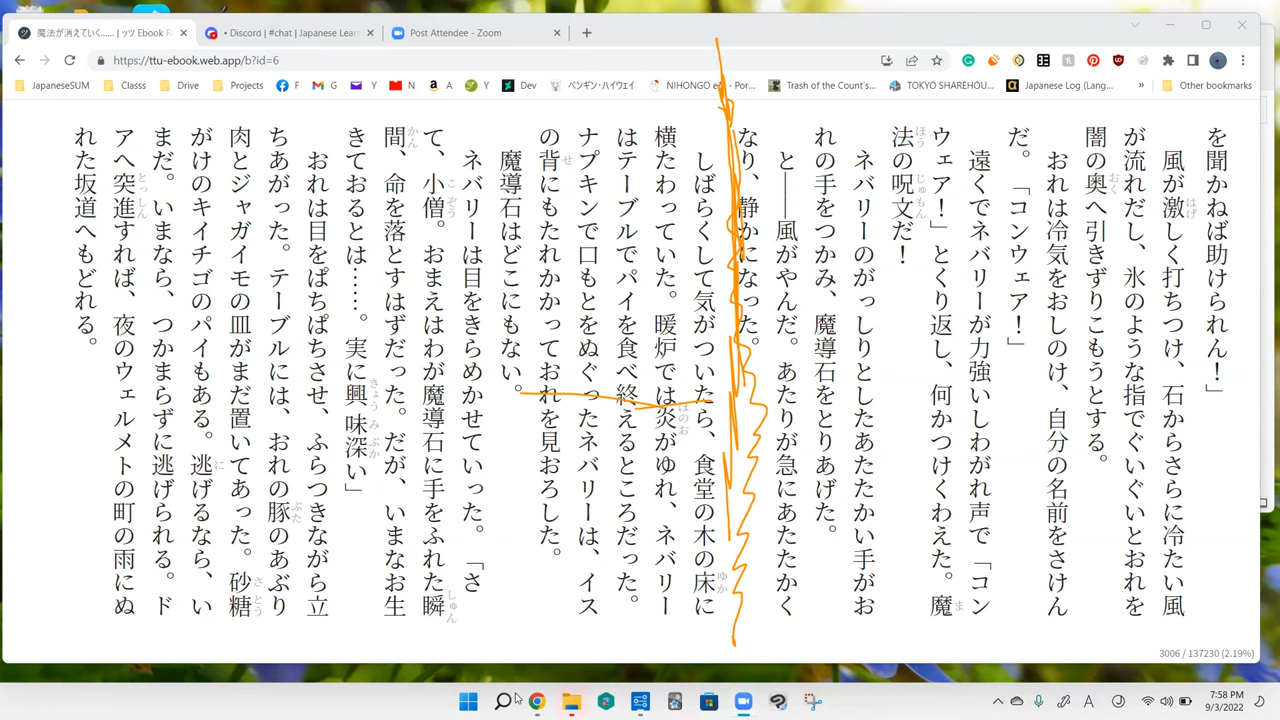 魔法が消えていく…… | ッツ Ebook R
• Discord | #chat | Japanese Lear
Post Attendee - Zoom
https://ttu-ebook.web.app/b?id=6
JapaneseSUM
Classs
Drive
Projects
F
G
Y
N
A
Dev
ペンギン・ハイウェイ
NIHONGO eな - Por...
Trash of the Count's...
TOKYO SHAREHOU...
Japanese Log (Lang...
»
Other bookmarks
を聞かねば助けられん！」
風が激しく打ちつけ、石からさらに冷たい風
が流れだし、氷のような指でぐいぐいとおれを
闇の奥へ引きずりこもうとする。
おれは冷気をおしのけ、自分の名前をさけん
だ。「コンウェア！」
遠くでネバリーが力強いしわがれ声で「コン
ウェア！」とくり返し、何かつけくわえた。魔
法の呪文だ！
ネバリーのがっしりとしたあたたかい手がお
れの手をつかみ、魔導石をとりあげた。
と――風がやんだ。あたりが急にあたたかく
なり、静かになった。
しばらくして気がついたら、食堂の木の床に
横たわっていた。暖炉では炎がゆれ、ネバリー
はテーブルでパイを食べ終えるところだった。
ナプキンで口もとをぬぐったネバリーは、イス
の背にもたれかかっておれを見おろした。
魔導石はどこにもない。
ネバリーは目をきらめかせていった。「さ
て、小僧。おまえはわが魔導石に手をふれた瞬
間、命を落とすはずだった。だが、いまなお生
きておるとは……。実に興味深い」
おれは目をぱちぱちさせ、ふらつきながら立
ちあがった。テーブルには、おれの豚のあぶり
肉とジャガイモの皿がまだ置いてあった。砂糖
がけのキイチゴのパイもある。逃げるなら、い
まだ。いまなら、つかまらずに逃げられる。ド
アへ突進すれば、夜のウェルメトの町の雨にぬ
れた坂道へもどれる。
3006 / 137230 (2.19%)
A
7:58 PM
9/3/2022